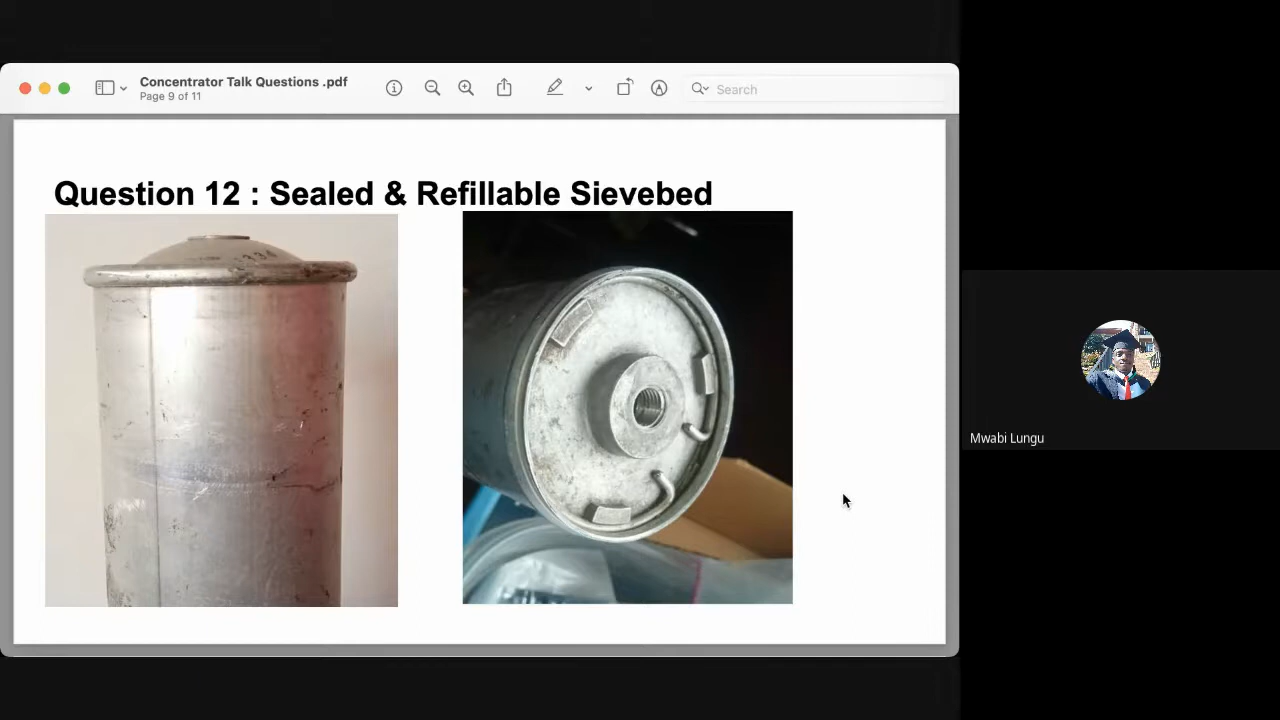 Concentrator Talk Questions .pdf
Page 9 of 11
Search
Question 12 : Sealed & Refillable Sievebed
Mwabi Lungu